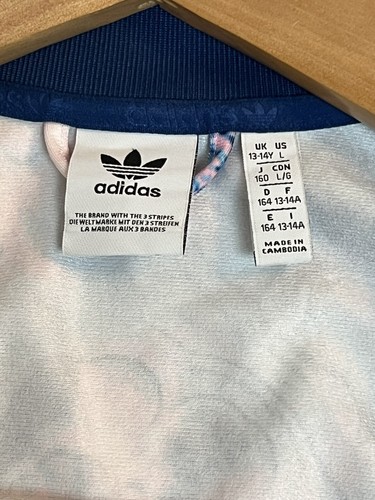 adidas
THE BRAND WITH THE 3 STRIPES
DIE WELTMARKE MIT DEN 3 STREIFEN
LA MARQUE AUX 3 BANDES
UK US
13-14Y L
J CDN
160 L/G
D F
164 13-14A
E I
164 13-14A
MADE IN
CAMBODIA